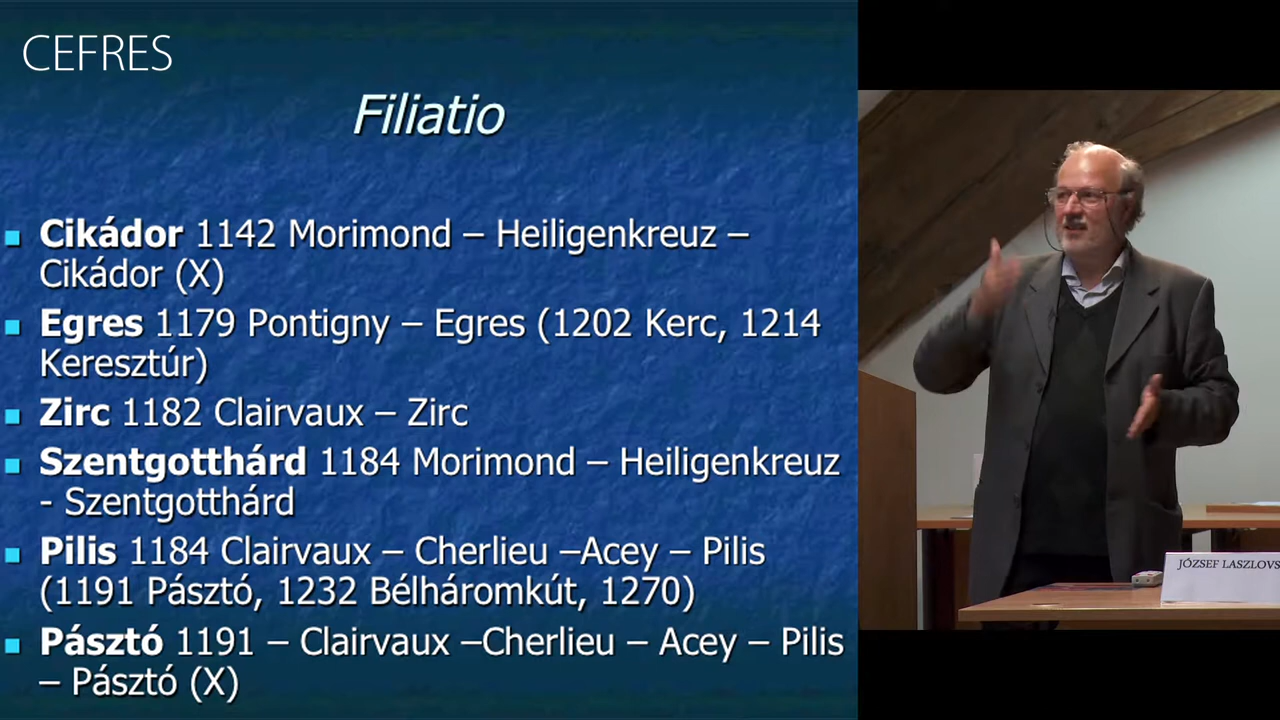 CEFRES
Filiatio
Cikádor 1142 Morimond – Heiligenkreuz –
Cikádor (X)
Egres 1179 Pontigny – Egres (1202 Kerc, 1214
Keresztúr)
Zirc 1182 Clairvaux – Zirc
Szentgotthárd 1184 Morimond – Heiligenkreuz
- Szentgotthárd
Pilis 1184 Clairvaux – Cherlieu –Acey – Pilis
(1191 Pásztó, 1232 Bélháromkút, 1270)
Pásztó 1191 – Clairvaux –Cherlieu – Acey – Pilis
– Pásztó (X)
JÓZSEF LASZLOVS